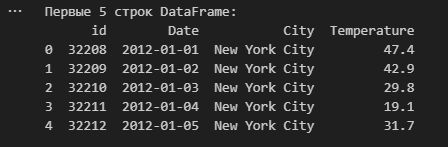 ... Первые 5 строк DataFrame:
id Date City Temperature
0 32208 2012-01-01 New York City 47.4
1 32209 2012-01-02 New York City 42.9
2 32210 2012-01-03 New York City 29.8
3 32211 2012-01-04 New York City 19.1
4 32212 2012-01-05 New York City 31.7